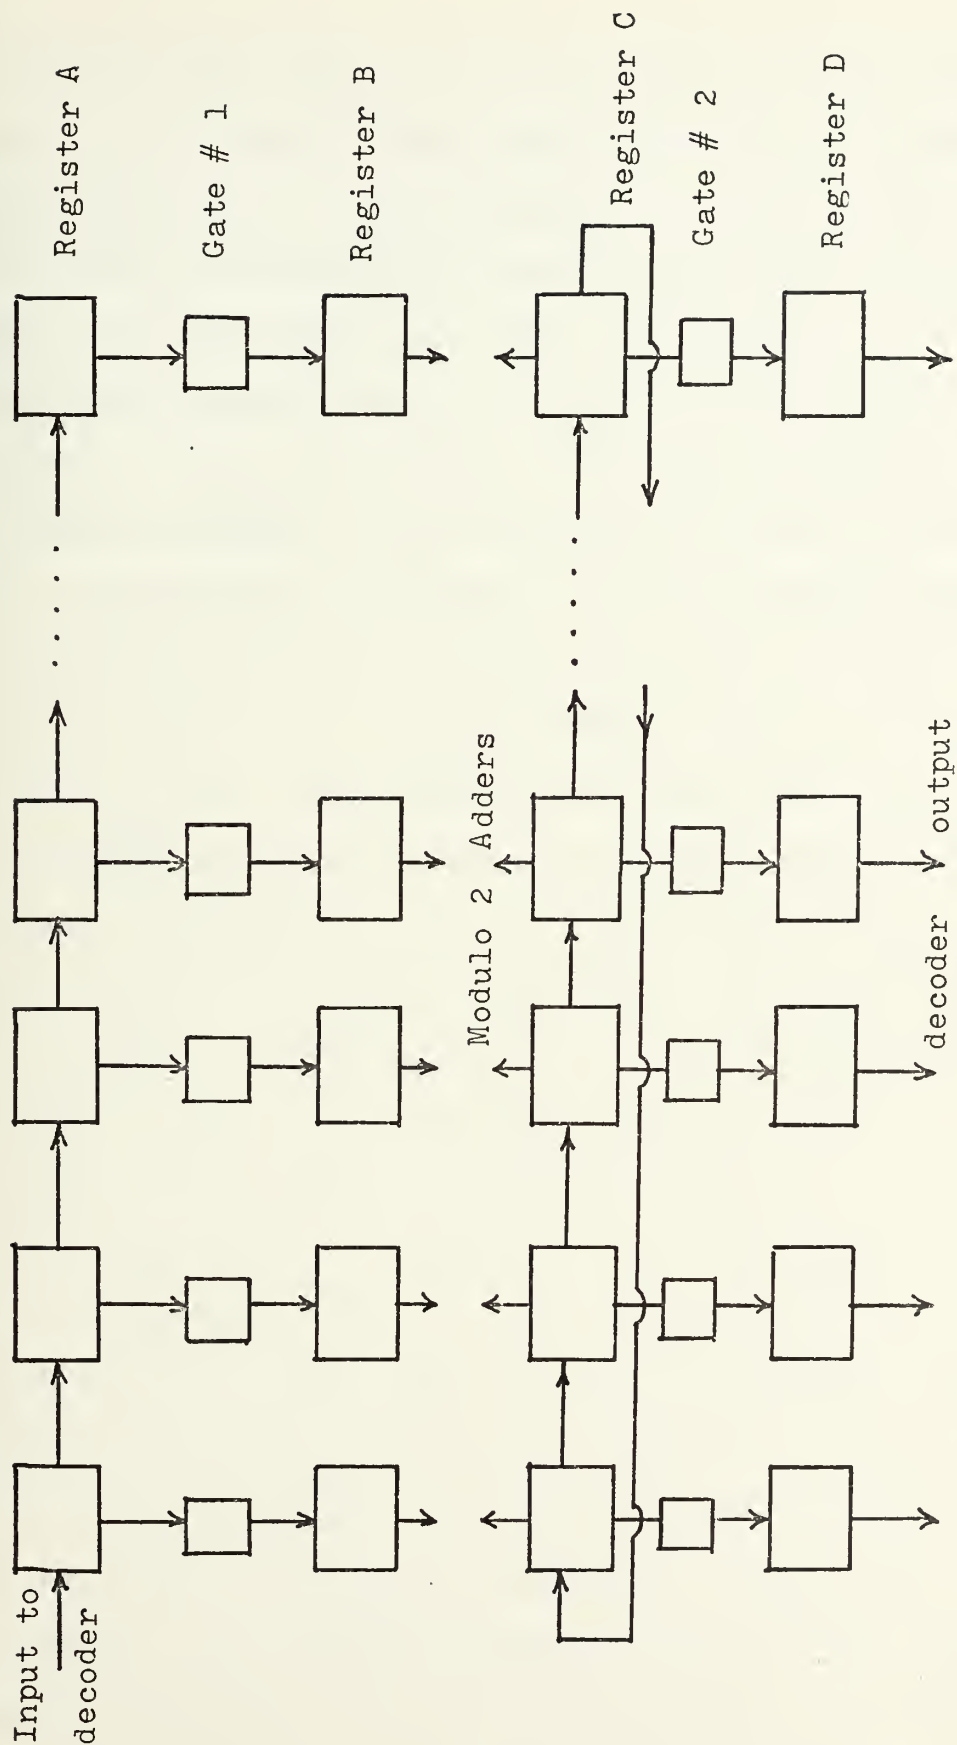 Input to
decoder
Register A
Gate # 1
Register B
Modulo 2 Adders
Register C
Gate # 2
Register D
decoder output